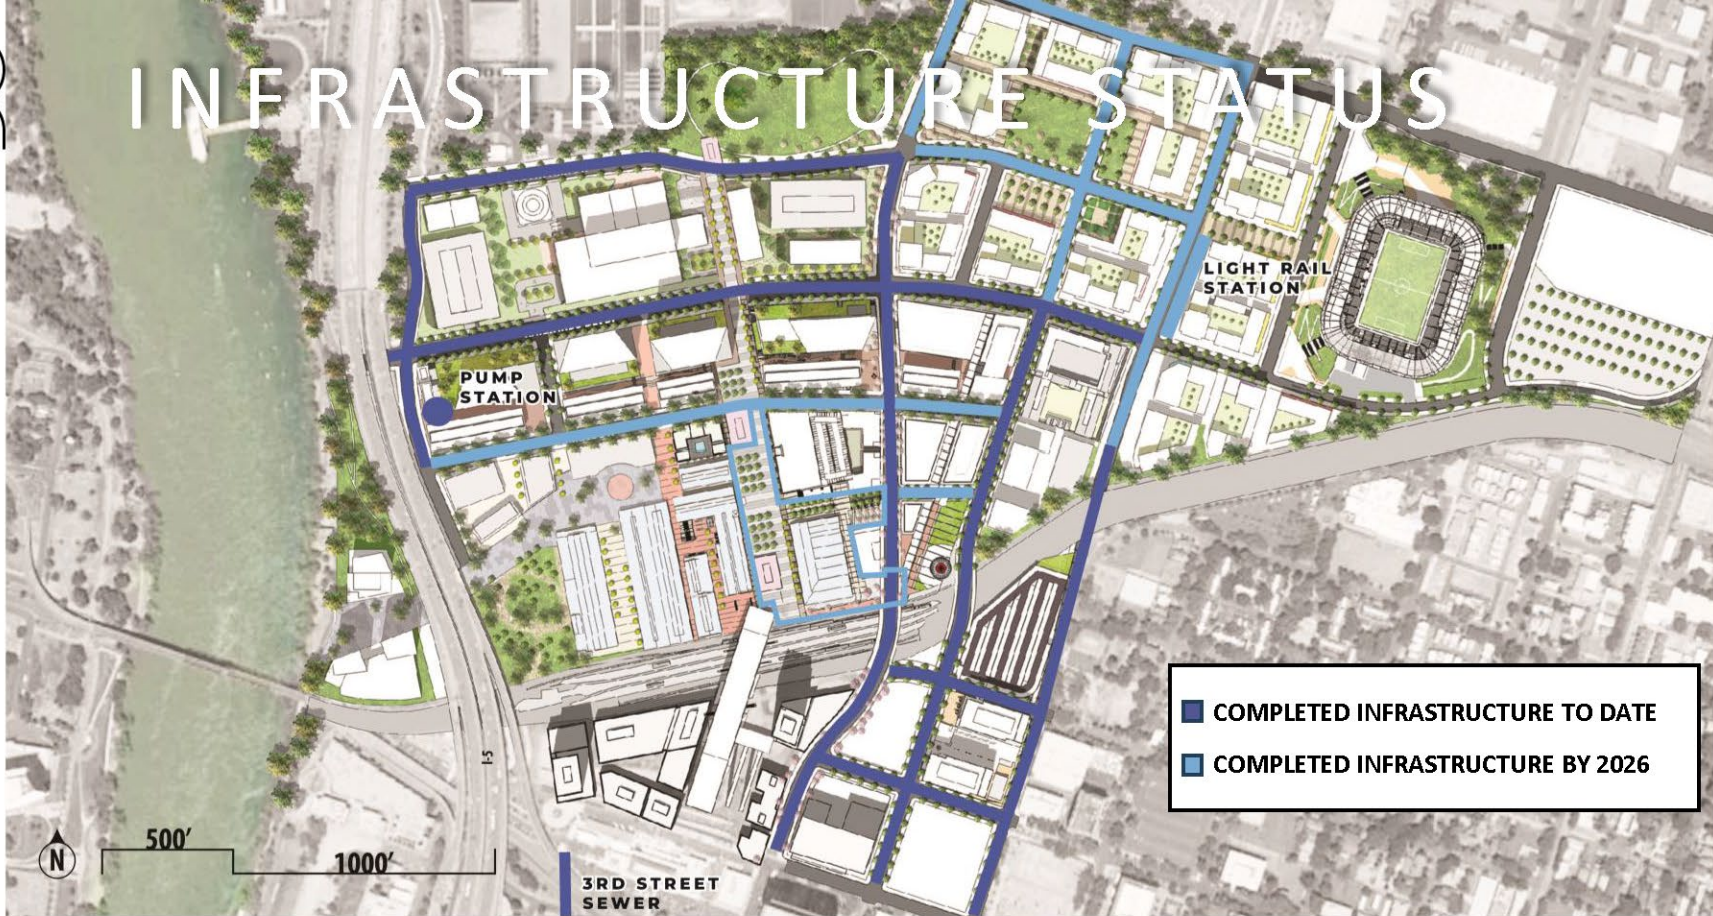 INFRASTRUCTURE STATUS
LIGHT RAIL
STATION
PUMP
STATION
COMPLETED INFRASTRUCTURE TO DATE
COMPLETED INFRASTRUCTURE BY 2026
I-5
500'
1000'
N
3RD STREET
SEWER